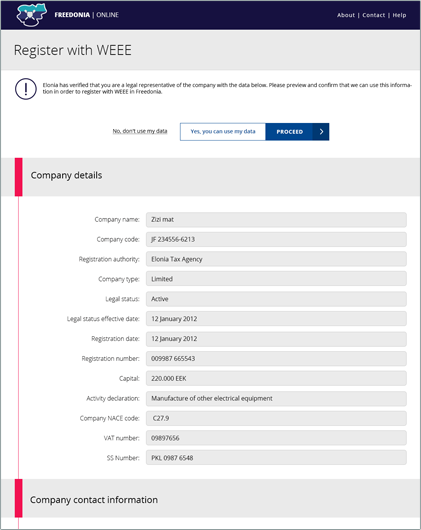 FREEDONIA | ONLINE
About | Contact | Help
Register with WEEE
Elonia has verified that you are a legal representative of the company with the data below. Please preview and confirm that we can use this informa-
tion in order to register with WEEE in Freedonia.
No, don't use my data
Yes, you can use my data
PROCEED
Company details
Company name: Zizi mat
Company code: JF 234556-6213
Registration authority: Elonia Tax Agency
Company type: Limited
Legal status: Active
Legal status effective date: 12 January 2012
Registration date: 12 January 2012
Registration number: 009987 665543
Capital: 220.000 EEK
Activity declaration: Manufacture of other electrical equipment
Company NACE code: C27.9
VAT number: 09897656
SS Number: PKL 0987 6548
Company contact information